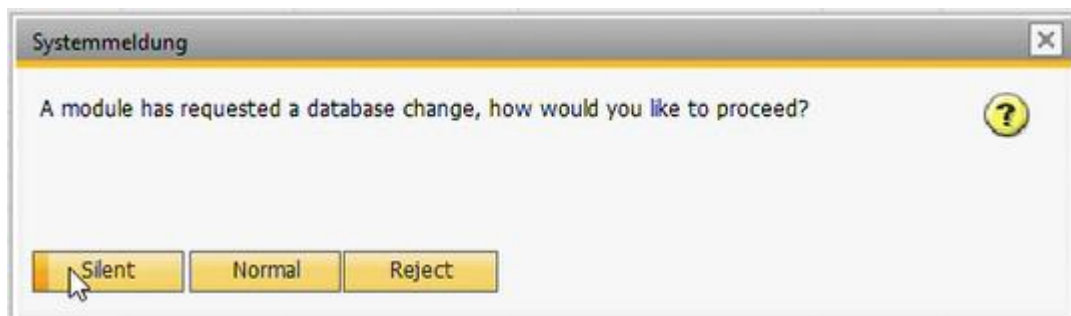 Systemmeldung
A module has requested a database change, how would you like to proceed?
?
Silent Normal Reject